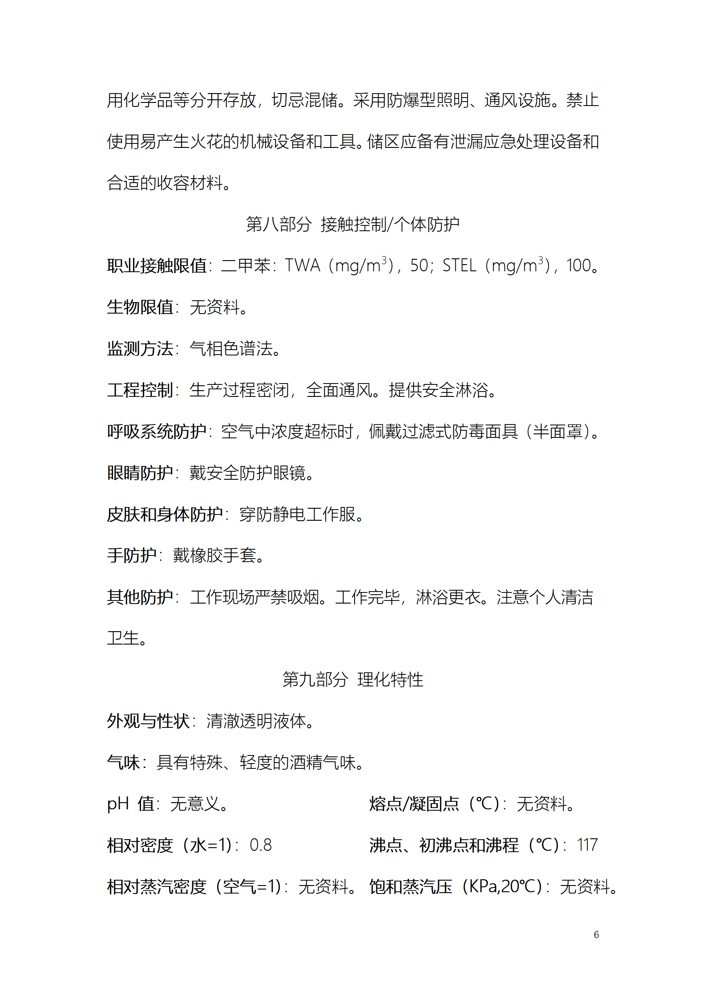 用化学品等分开存放，切忌混储。采用防爆型照明、通风设施。禁止
使用易产生火花的机械设备和工具。储区应备有泄漏应急处理设备和
合适的收容材料。
第八部分 接触控制/个体防护
职业接触限值：二甲苯：TWA（mg/m³），50；STEL（mg/m³），100。
生物限值：无资料。
监测方法：气相色谱法。
工程控制：生产过程密闭，全面通风。提供安全淋浴。
呼吸系统防护：空气中浓度超标时，佩戴过滤式防毒面具（半面罩）。
眼睛防护：戴安全防护眼镜。
皮肤和身体防护：穿防静电工作服。
手防护：戴橡胶手套。
其他防护：工作现场严禁吸烟。工作完毕，淋浴更衣。注意个人清洁
卫生。
第九部分 理化特性
外观与性状：清澈透明液体。
气味：具有特殊、轻度的酒精气味。
pH 值：无意义。 熔点/凝固点（℃）：无资料。
相对密度（水=1）：0.8 沸点、初沸点和沸程（℃）：117
相对蒸汽密度（空气=1）：无资料。 饱和蒸汽压（KPa,20℃）：无资料。
6